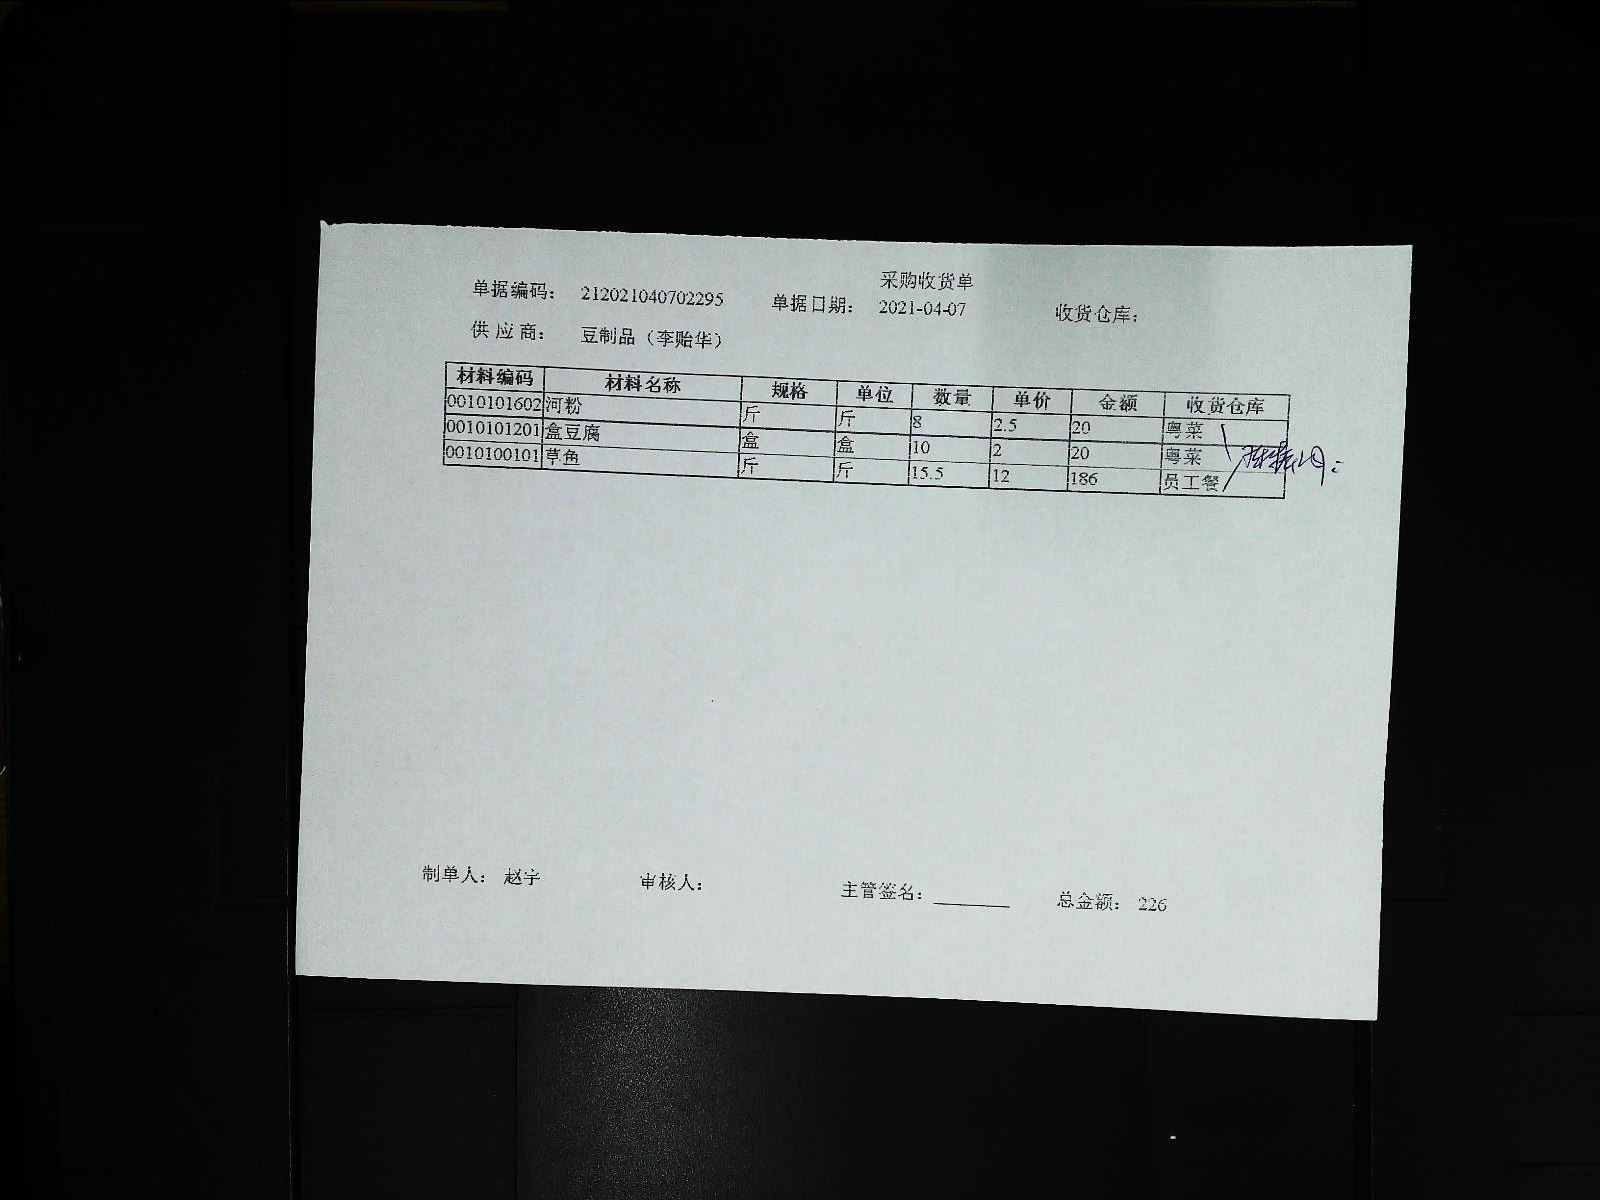 采购收货单
单据编码： 212021040702295 单据日期： 2021-04-07 收货仓库：
供 应 商： 豆制品（李贻华）
材料编码 材料名称 规格 单位 数量 单价 金额 收货仓库
0010101602 河粉 斤 斤 8 2.5 20 粤菜
0010101201 盒豆腐 盒 盒 10 2 20 粤菜
0010100101 草鱼 斤 斤 15.5 12 186 员工餐
制单人： 赵宇 审核人： 主管签名：________ 总金额： 226